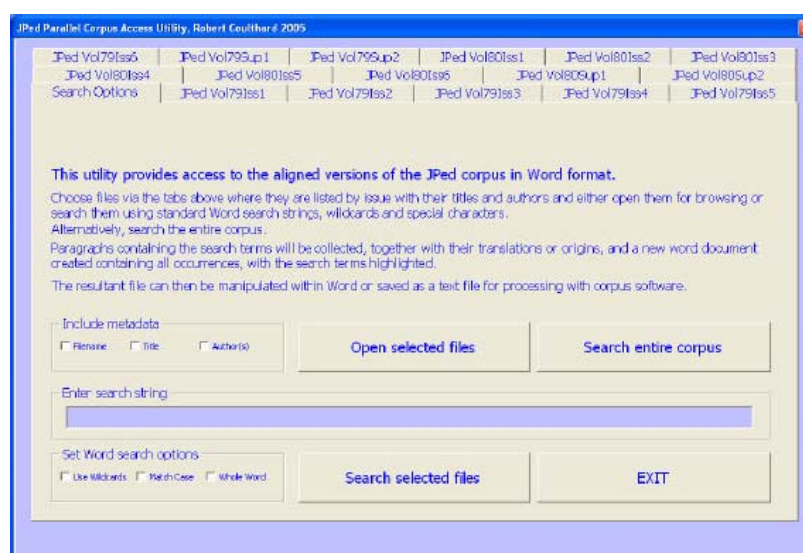 JPed Parallel Corpus Access Utility, Robert Coulthard 2005
JPed Vol79Iss6 JPed Vol79Sup1 JPed Vol79Sup2 JPed Vol80Iss1 JPed Vol80Iss2 JPed Vol80Iss3
JPed Vol80Iss4 JPed Vol80Iss5 JPed Vol80Iss6 JPed Vol80Sup1 JPed Vol80Sup2
Search Options JPed Vol79Iss1 JPed Vol79Iss2 JPed Vol79Iss3 JPed Vol79Iss4 JPed Vol79Iss5
This utility provides access to the aligned versions of the JPed corpus in Word format.
Choose files via the tabs above where they are listed by issue with their titles and authors and either open them for browsing or
search them using standard Word search strings, wildcards and special characters.
Alternatively, search the entire corpus.
Paragraphs containing the search terms will be collected, together with their translations or origins, and a new word document
created containing all occurrences, with the search terms highlighted.
The resultant file can then be manipulated within Word or saved as a text file for processing with corpus software.
Include metadata
Filename Title Author(s)
Open selected files
Search entire corpus
Enter search string
Set Word search options
Use Wildcards Match Case Whole Word
Search selected files
EXIT